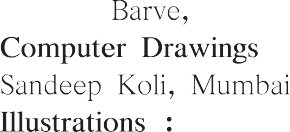 Barve,
Computer Drawings
Sandeep Koli, Mumbai
Illustrations :